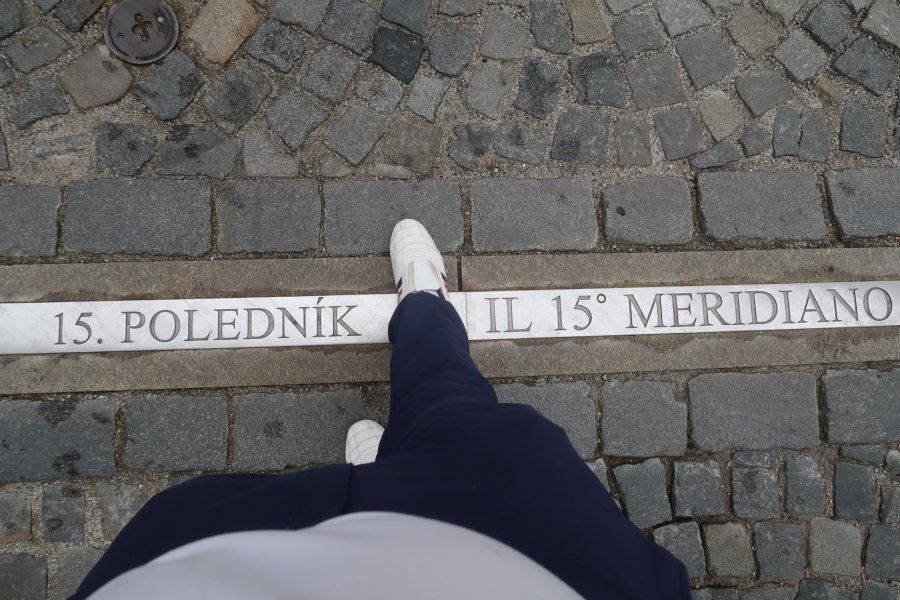 15. POLEDNÍK IL 15° MERIDIANO